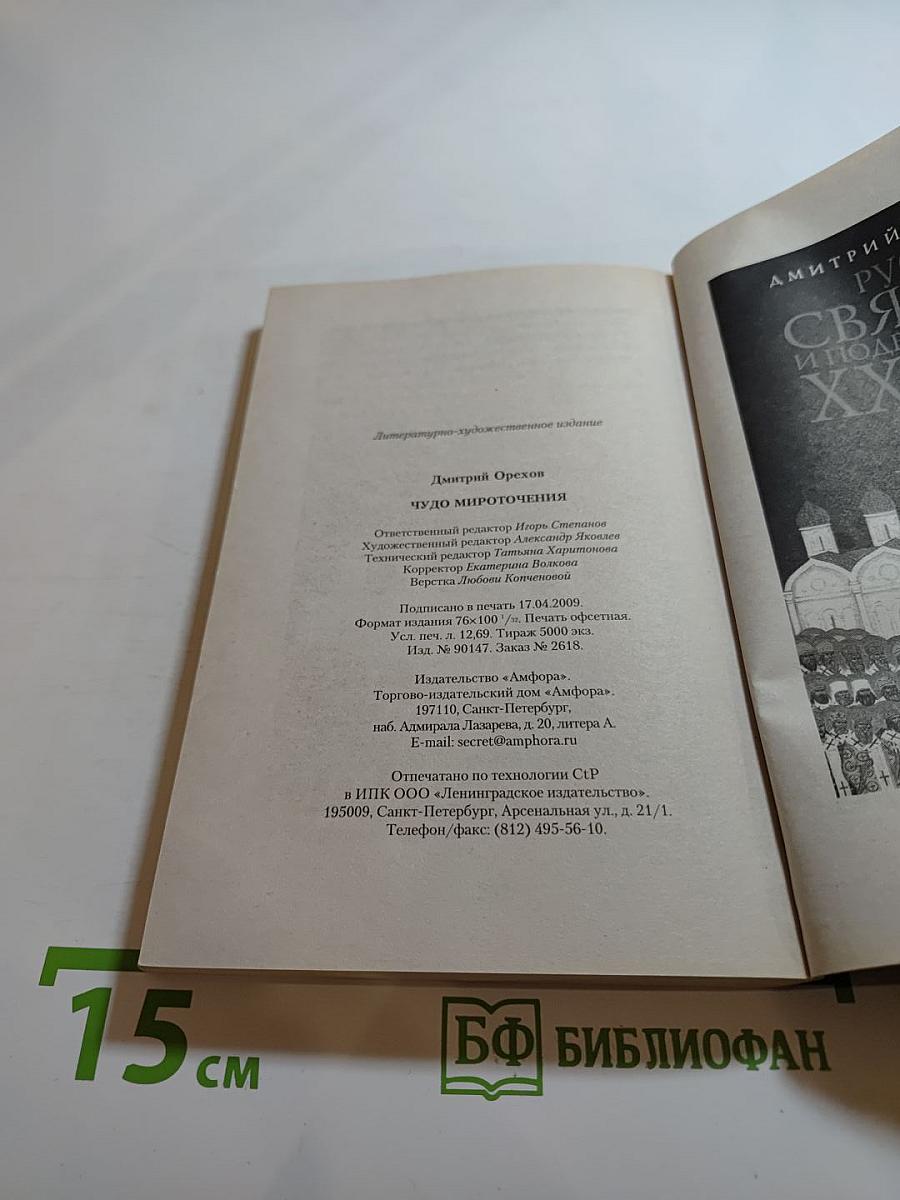 Литературно-художественное издание
Дмитрий Орехов
ЧУДО МИРОТОЧЕНИЯ
Ответственный редактор Игорь Степанов
Художественный редактор Александр Яковлев
Технический редактор Татьяна Харитонова
Корректор Екатерина Волкова
Верстка Любови Копченовой
Подписано в печать 17.04.2009.
Формат издания 76×100 1/32. Печать офсетная.
Усл. печ. л. 12,69. Тираж 5000 экз.
Изд. № 90147. Заказ № 2618.
Издательство «Амфора».
Торгово-издательский дом «Амфора».
197110, Санкт-Петербург,
наб. Адмирала Лазарева, д. 20, литера А.
E-mail: secret@amphora.ru
Отпечатано по технологии CtP
в ИПК ООО «Ленинградское издательство».
195009, Санкт-Петербург, Арсенальная ул., д. 21/1.
Телефон/факс: (812) 495-56-10.
ДМИТРИЙ
РУС
СВЯ
И ПОДВ
XX
15 см
БФ БИБЛИОФАН